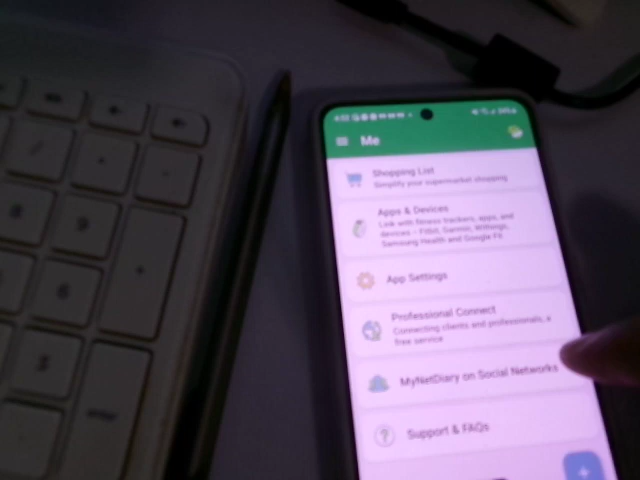 Me
Shopping List
Simplify your supermarket shopping
Apps & Devices
Link with fitness trackers, apps, and
devices – Fitbit, Garmin, Withings,
Samsung Health and Google Fit
App Settings
Professional Connect
Connecting clients and professionals, a
free service
MyNetDiary on Social Networks
Support & FAQs